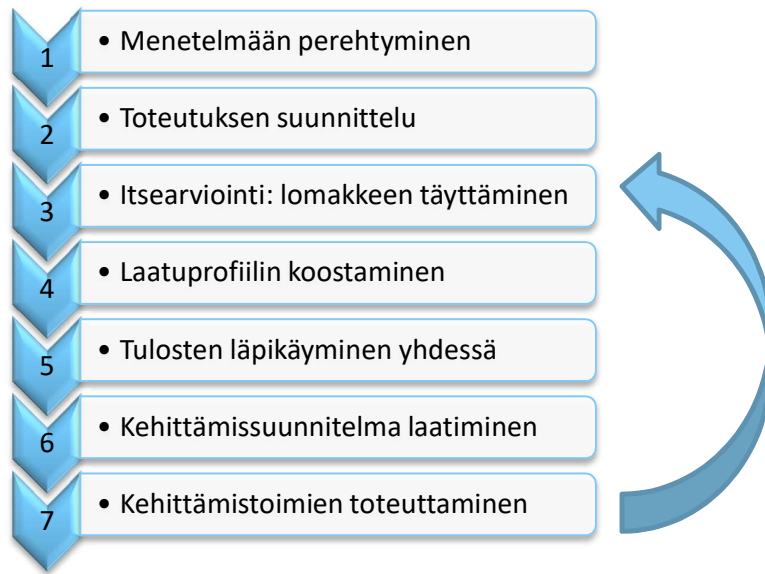 1 • Menetelmään perehtyminen
2 • Toteutuksen suunnittelu
3 • Itsearviointi: lomakkeen täyttäminen
4 • Laatuprofiilin koostaminen
5 • Tulosten läpikäyminen yhdessä
6 • Kehittämissuunnitelma laatiminen
7 • Kehittämistoimien toteuttaminen